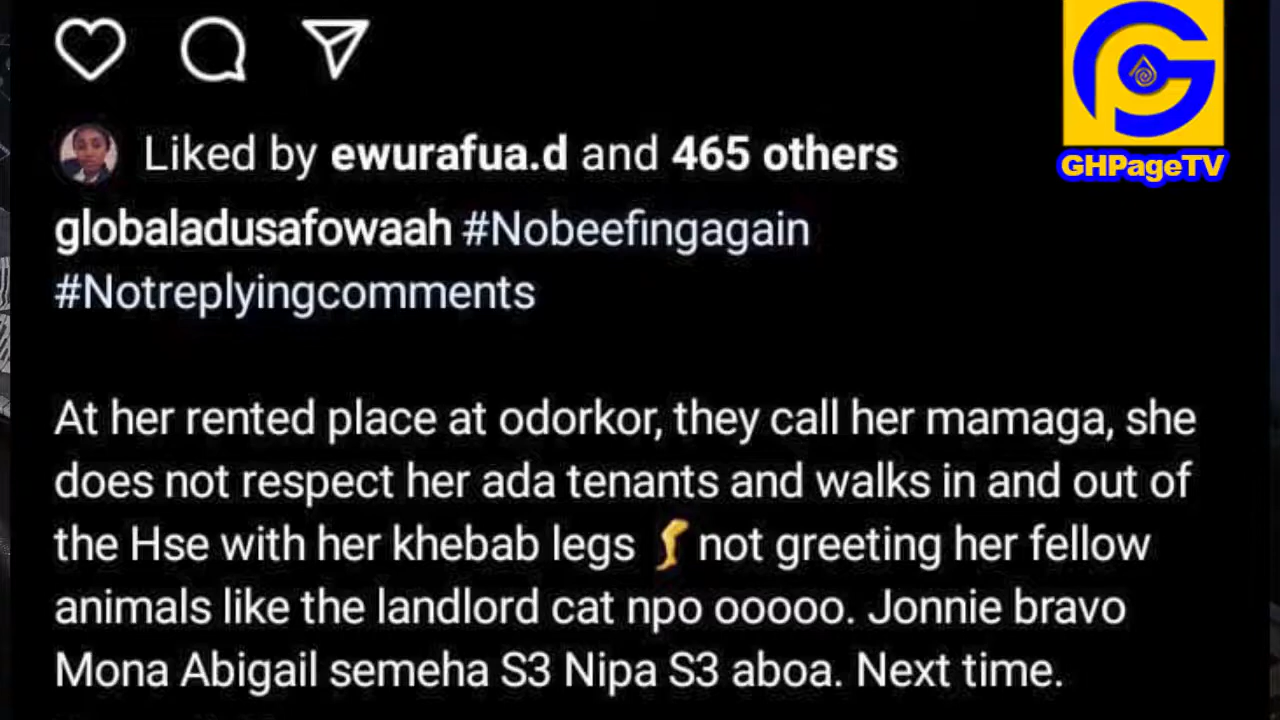 GHPageTV
Liked by ewurafua.d and 465 others
globaladusafowaah #Nobeefingagain
#Notreplyingcomments
At her rented place at odorkor, they call her mamaga, she
does not respect her ada tenants and walks in and out of
the Hse with her khebab legs 🦵 not greeting her fellow
animals like the landlord cat npo ooooo. Jonnie bravo
Mona Abigail semeha S3 Nipa S3 aboa. Next time.